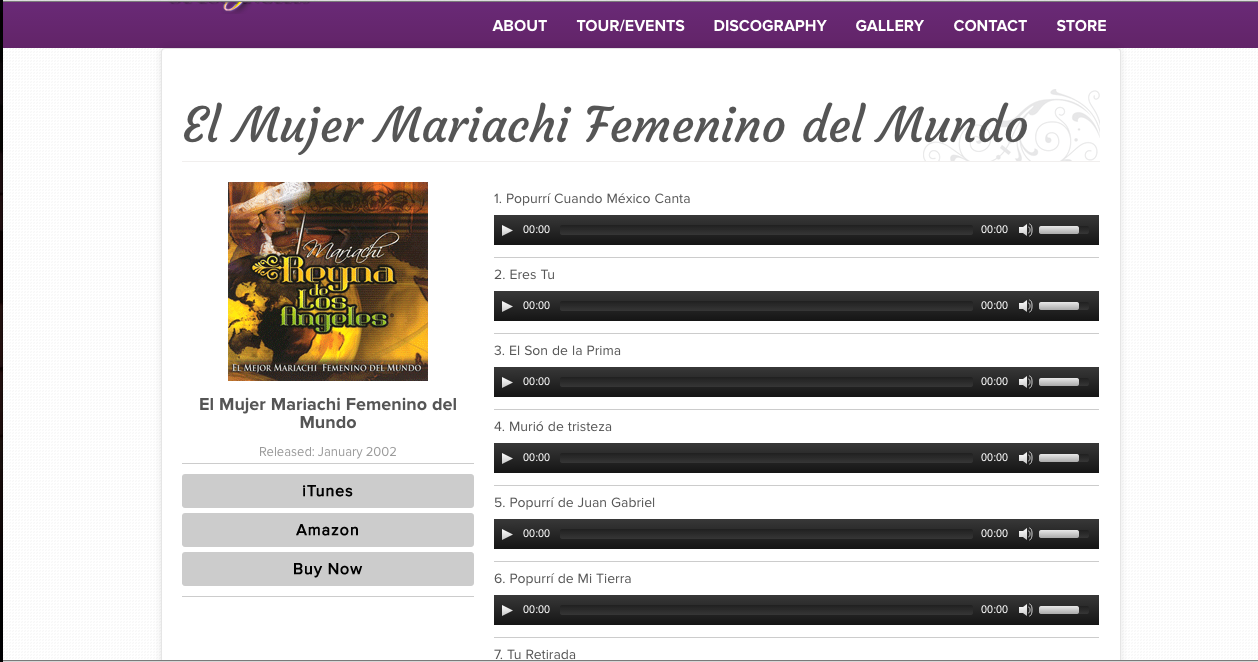 ABOUT TOUR/EVENTS DISCOGRAPHY GALLERY CONTACT STORE
El Mujer Mariachi Femenino del Mundo
Mariachi
Reyna
de
Los
Angeles
EL MEJOR MARIACHI FEMENINO DEL MUNDO
El Mujer Mariachi Femenino del
Mundo
Released: January 2002
iTunes
Amazon
Buy Now
1. Popurrí Cuando México Canta
00:00 00:00
2. Eres Tu
00:00 00:00
3. El Son de la Prima
00:00 00:00
4. Murió de tristeza
00:00 00:00
5. Popurrí de Juan Gabriel
00:00 00:00
6. Popurrí de Mi Tierra
00:00 00:00
7. Tu Retirada